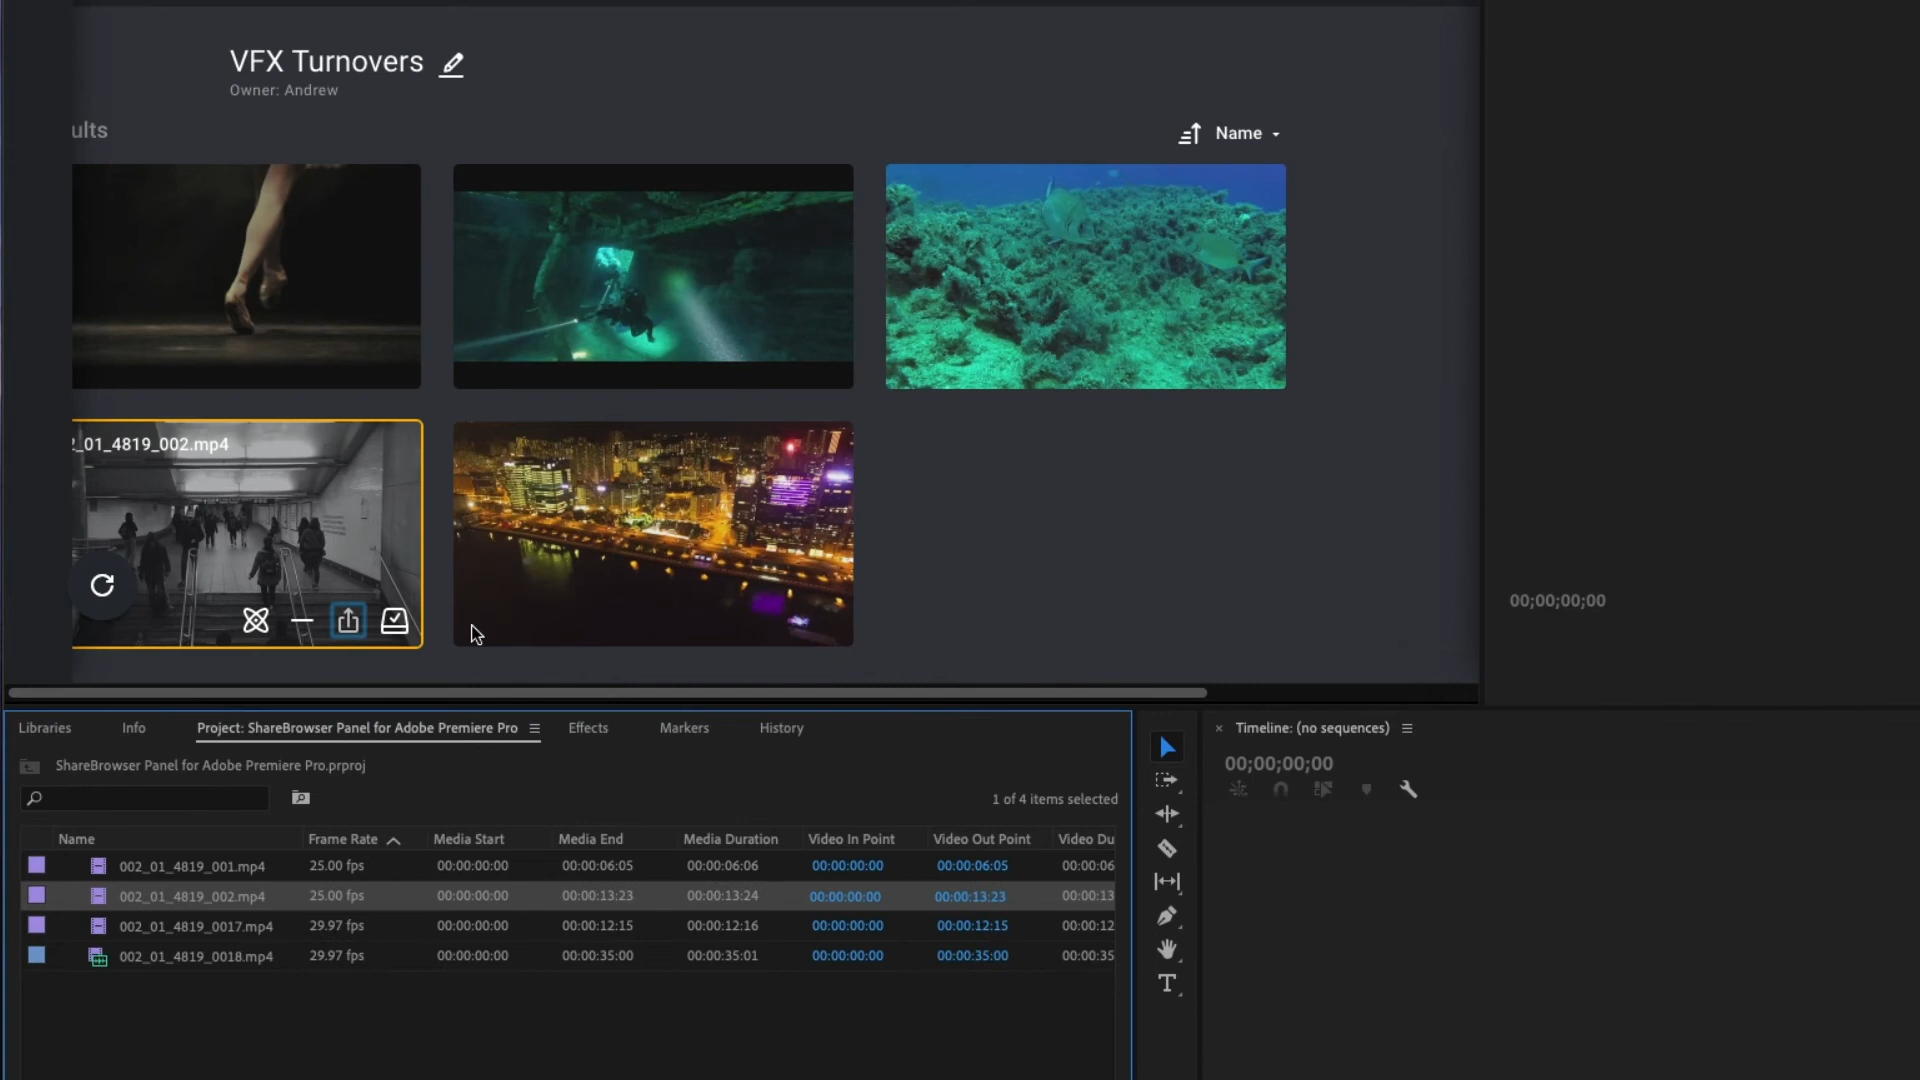 VFX Turnovers
Owner: Andrew
ults
Name
_01_4819_002.mp4
00;00;00;00
Libraries Info Project: ShareBrowser Panel for Adobe Premiere Pro Effects Markers History
ShareBrowser Panel for Adobe Premiere Pro.prproj
1 of 4 items selected
Name Frame Rate Media Start Media End Media Duration Video In Point Video Out Point Video Du
002_01_4819_001.mp4 25.00 fps 00:00:00:00 00:00:06:05 00:00:06:06 00:00:00:00 00:00:06:05 00:00:06
002_01_4819_002.mp4 25.00 fps 00:00:00:00 00:00:13:23 00:00:13:24 00:00:00:00 00:00:13:23 00:00:13
002_01_4819_0017.mp4 29.97 fps 00:00:00:00 00:00:12:15 00:00:12:16 00:00:00:00 00:00:12:15 00:00:12
002_01_4819_0018.mp4 29.97 fps 00:00:00:00 00:00:35:00 00:00:35:01 00:00:00:00 00:00:35:00 00:00:35
Timeline: (no sequences)
00;00;00;00